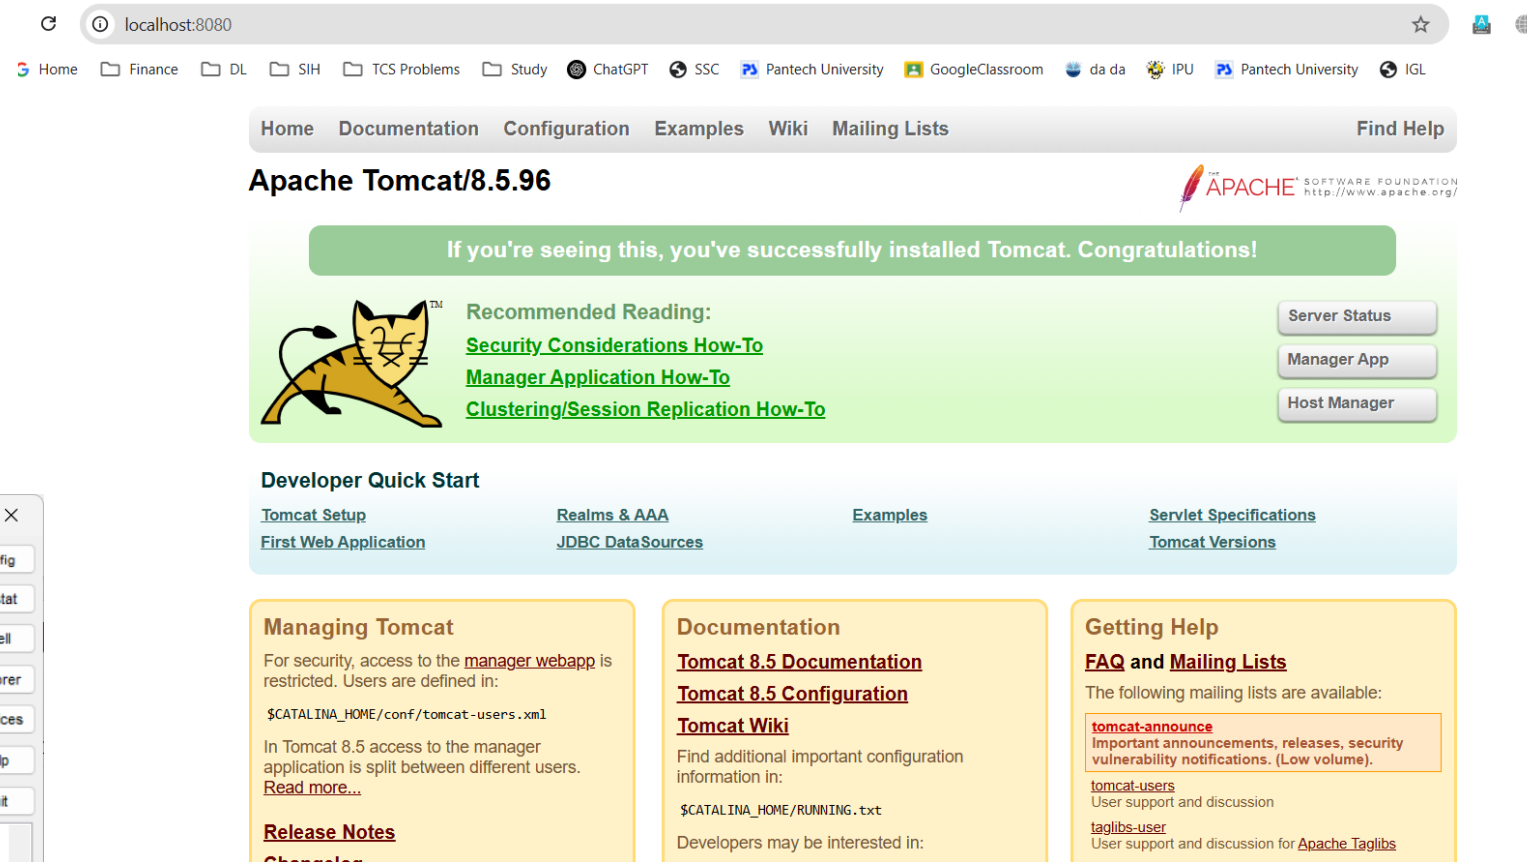 localhost:8080
Home Finance DL SIH TCS Problems Study ChatGPT SSC Pantech University GoogleClassroom da da IPU Pantech University IGL
Home Documentation Configuration Examples Wiki Mailing Lists Find Help
Apache Tomcat/8.5.96
THE APACHE SOFTWARE FOUNDATION
http://www.apache.org/
If you're seeing this, you've successfully installed Tomcat. Congratulations!
TM
Recommended Reading:
Security Considerations How-To
Manager Application How-To
Clustering/Session Replication How-To
Server Status
Manager App
Host Manager
Developer Quick Start
Tomcat Setup
First Web Application
Realms & AAA
JDBC DataSources
Examples
Servlet Specifications
Tomcat Versions
fig
tat
ell
rer
ces
lp
it
Managing Tomcat
For security, access to the manager webapp is
restricted. Users are defined in:
$CATALINA_HOME/conf/tomcat-users.xml
In Tomcat 8.5 access to the manager
application is split between different users.
Read more...
Release Notes
Changelog
Documentation
Tomcat 8.5 Documentation
Tomcat 8.5 Configuration
Tomcat Wiki
Find additional important configuration
information in:
$CATALINA_HOME/RUNNING.txt
Developers may be interested in:
Getting Help
FAQ and Mailing Lists
The following mailing lists are available:
tomcat-announce
Important announcements, releases, security
vulnerability notifications. (Low volume).
tomcat-users
User support and discussion
taglibs-user
User support and discussion for Apache Taglibs